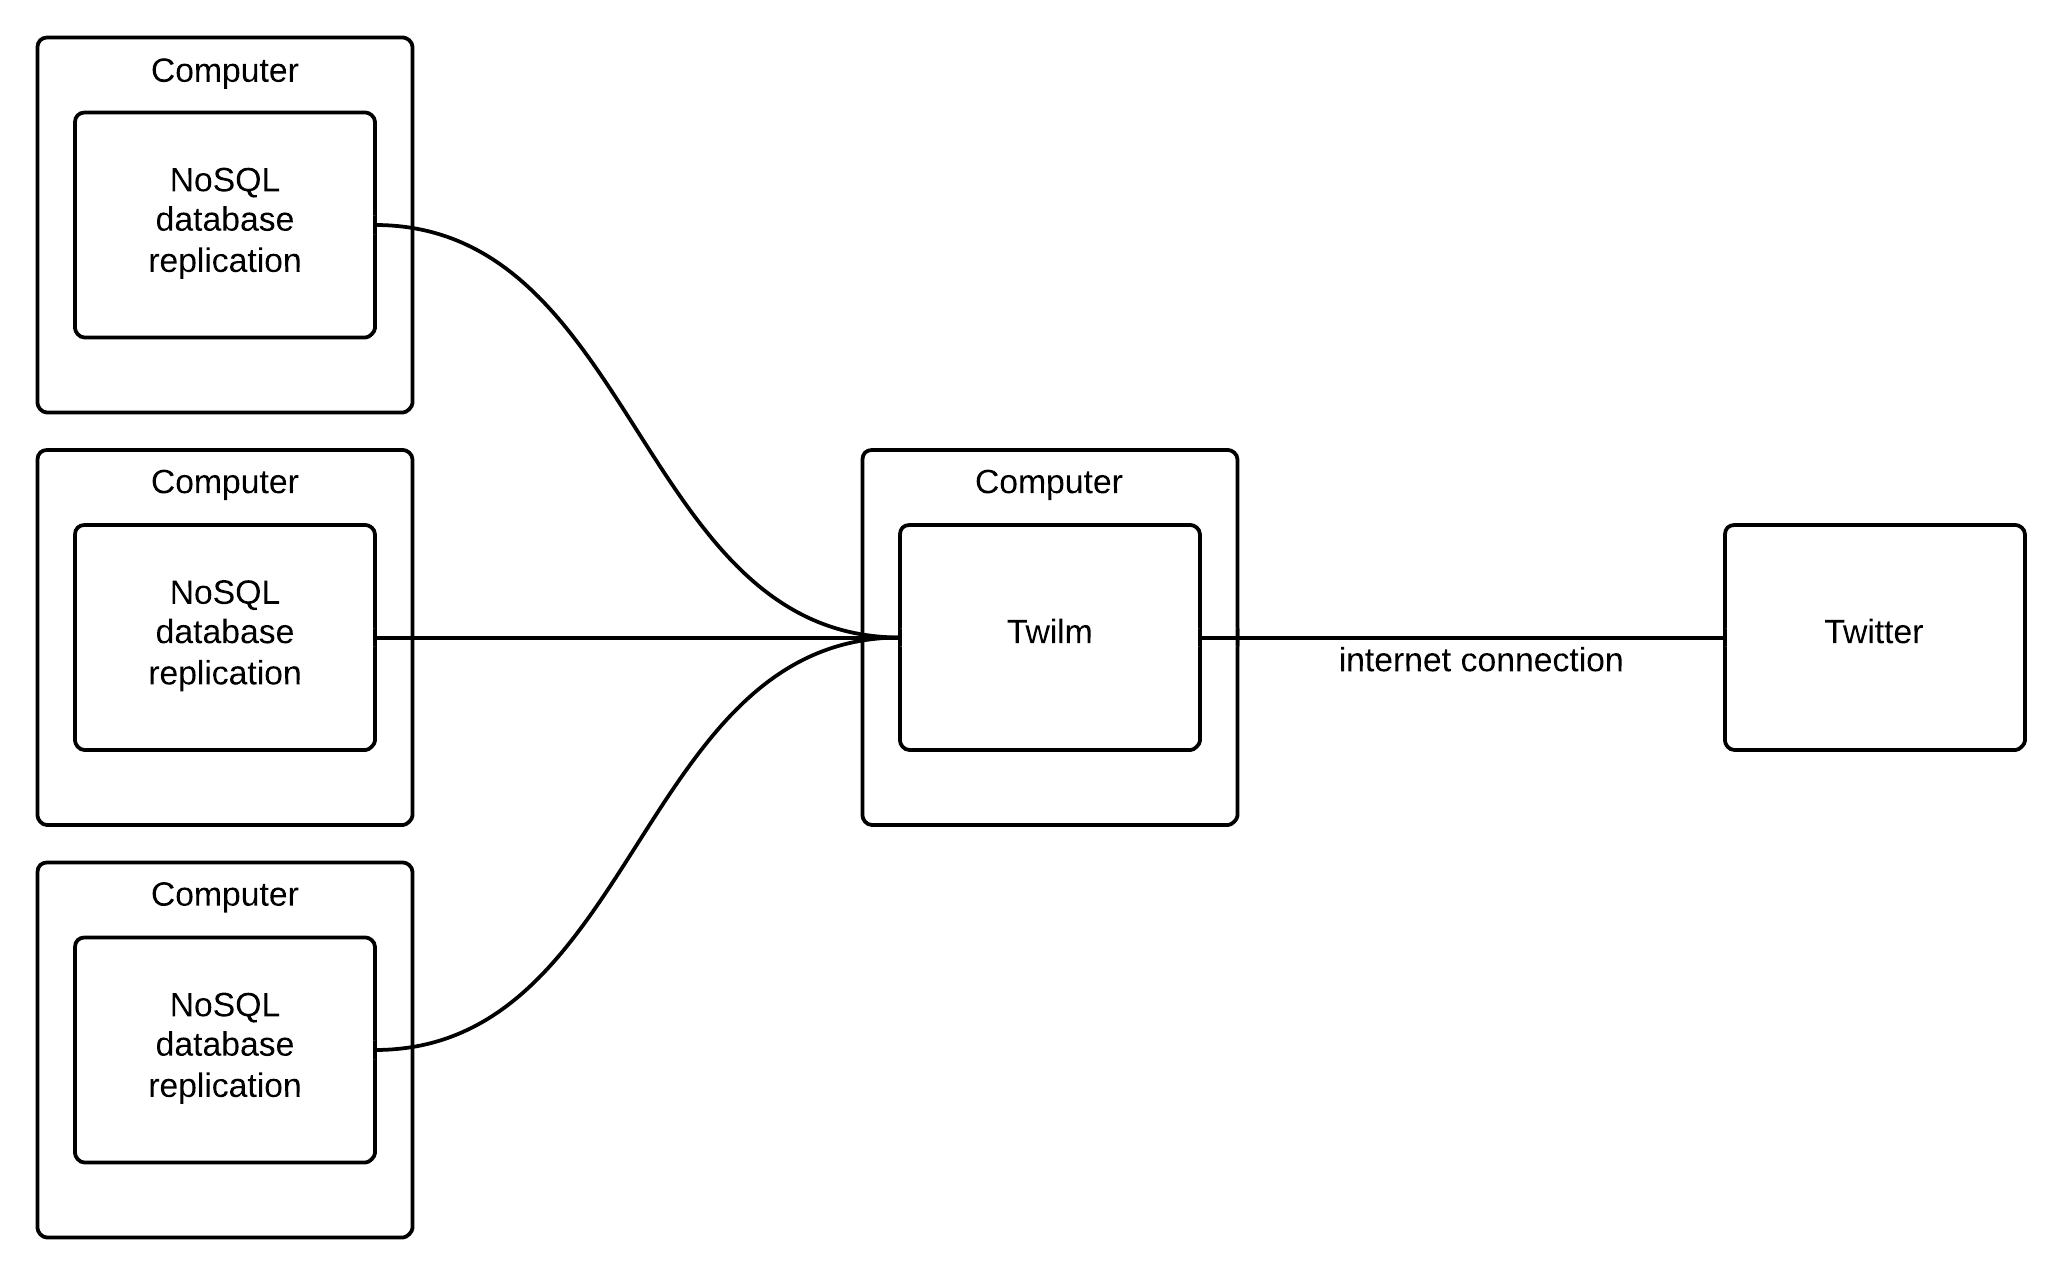 Computer
NoSQL
database
replication
Computer
NoSQL
database
replication
Computer
NoSQL
database
replication
Computer
Twilm
internet connection
Twitter